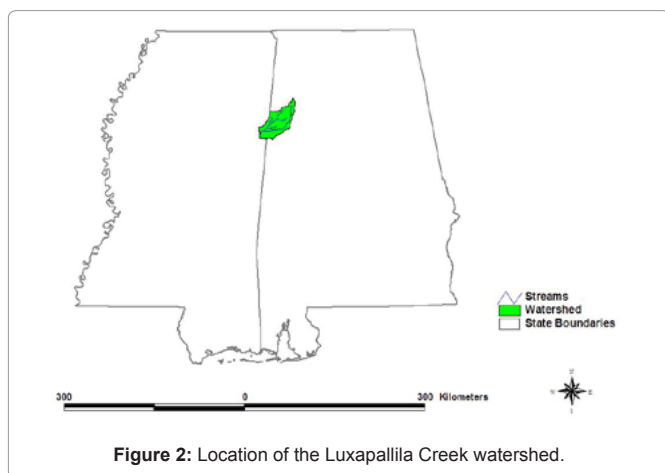 Streams
Watershed
State Boundaries
300 0 300 Kilometers
N
W E
S
Figure 2: Location of the Luxapallila Creek watershed.